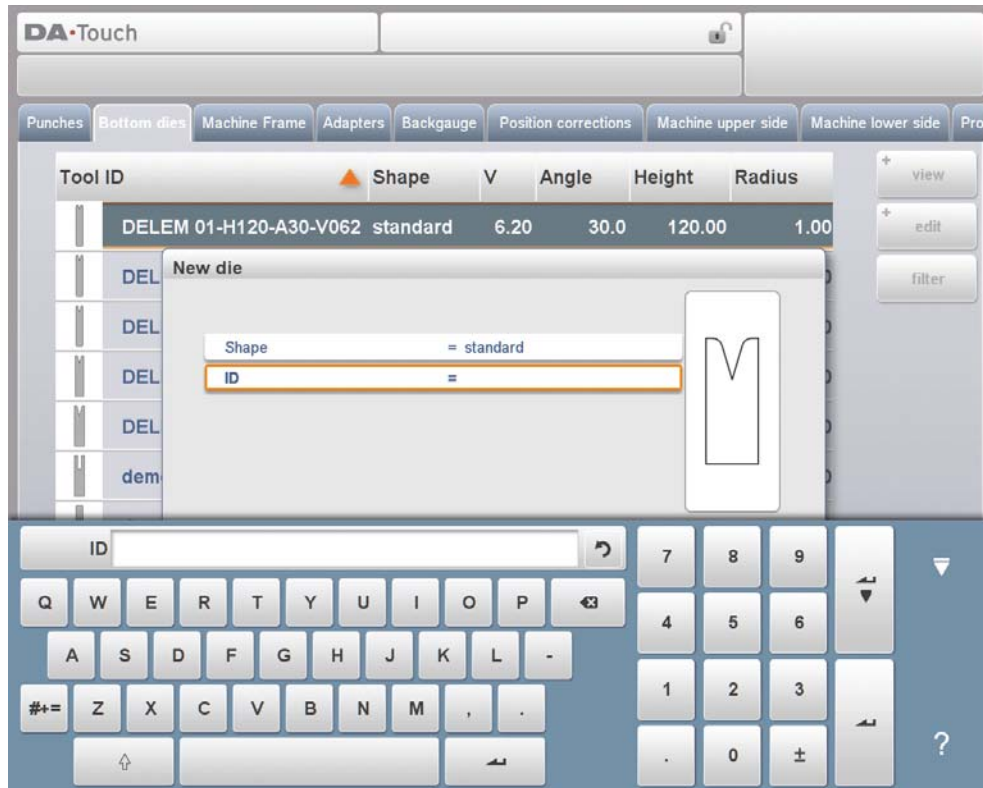 DA·Touch
Punches Bottom dies Machine Frame Adapters Backgauge Position corrections Machine upper side Machine lower side Pro
Tool ID Shape V Angle Height Radius
DELEM 01-H120-A30-V062 standard 6.20 30.0 120.00 1.00
+ view
+ edit
filter
DEL
DEL
DEL
DEL
dem
New die
Shape = standard
ID =
ID
Q W E R T Y U I O P
A S D F G H J K L -
#+= Z X C V B N M , .
7 8 9
4 5 6
1 2 3
. 0 ±
?